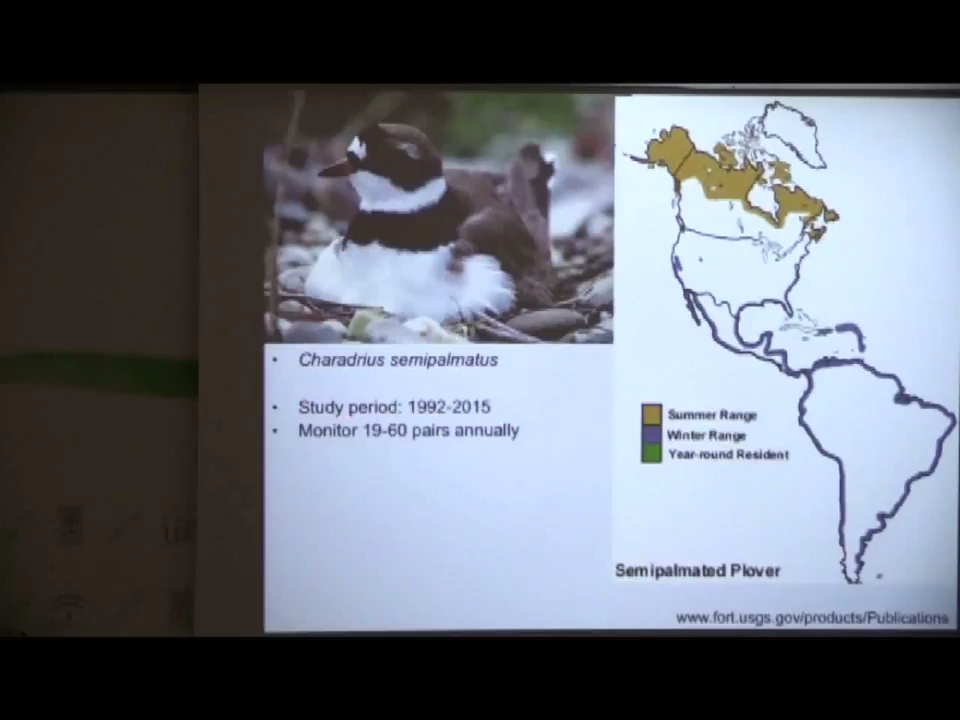 • Charadrius semipalmatus
• Study period: 1992-2015
• Monitor 19-60 pairs annually
Summer Range
Winter Range
Year-round Resident
Semipalmated Plover
www.fort.usgs.gov/products/Publications